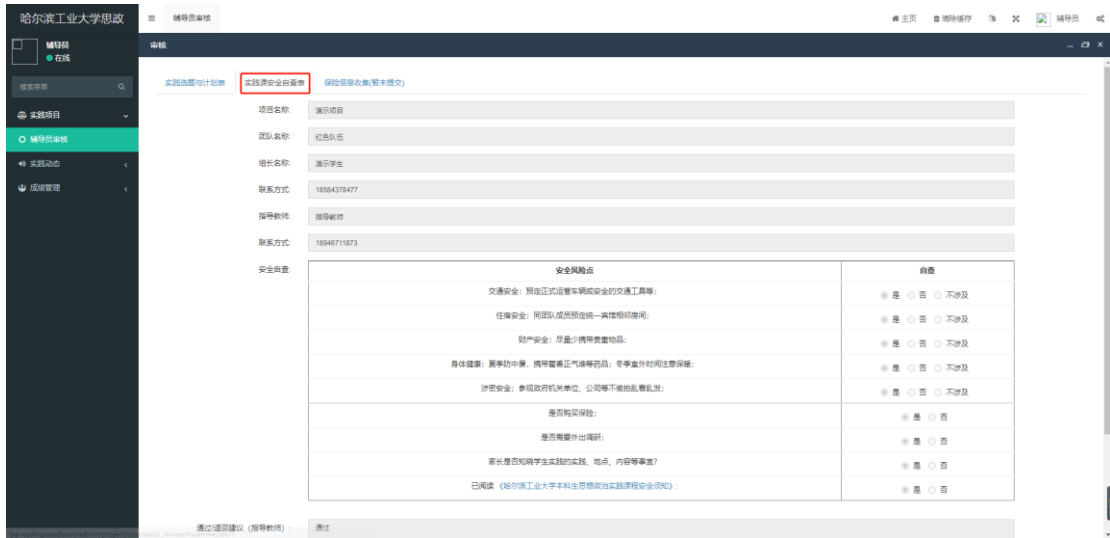 哈尔滨工业大学思政
辅导员审核
主页
清除缓存
辅导员
辅导员
在线
审核
搜索菜单
实践项目
辅导员审核
实践动态
成绩管理
实践选题与计划表
实践课安全自查表
保险信息收集(暂未提交)
项目名称:
演示项目
团队名称:
红色队伍
组长名称:
演示学生
联系方式:
18584378477
指导教师:
指导教师
联系方式:
18946711873
安全自查:
安全风险点
自查
交通安全：预定正式运营车辆或安全的交通工具等;
是 否 不涉及
住宿安全：同团队成员预定统一宾馆相邻房间;
是 否 不涉及
财产安全：尽量少携带贵重物品;
是 否 不涉及
身体健康：夏季防中暑，携带藿香正气准等药品；冬季室外时间注意保暖;
是 否 不涉及
涉密安全：参观政府机关单位，公司等不偷拍乱看乱发;
是 否 不涉及
是否购买保险;
是 否
是否需要外出调研;
是 否
家长是否知晓学生实践的实践、地点、内容等事宜?
是 否
已阅读《哈尔滨工业大学本科生思想政治实践课程安全须知》:
是 否
通过/退回建议（指导教师）:
通过